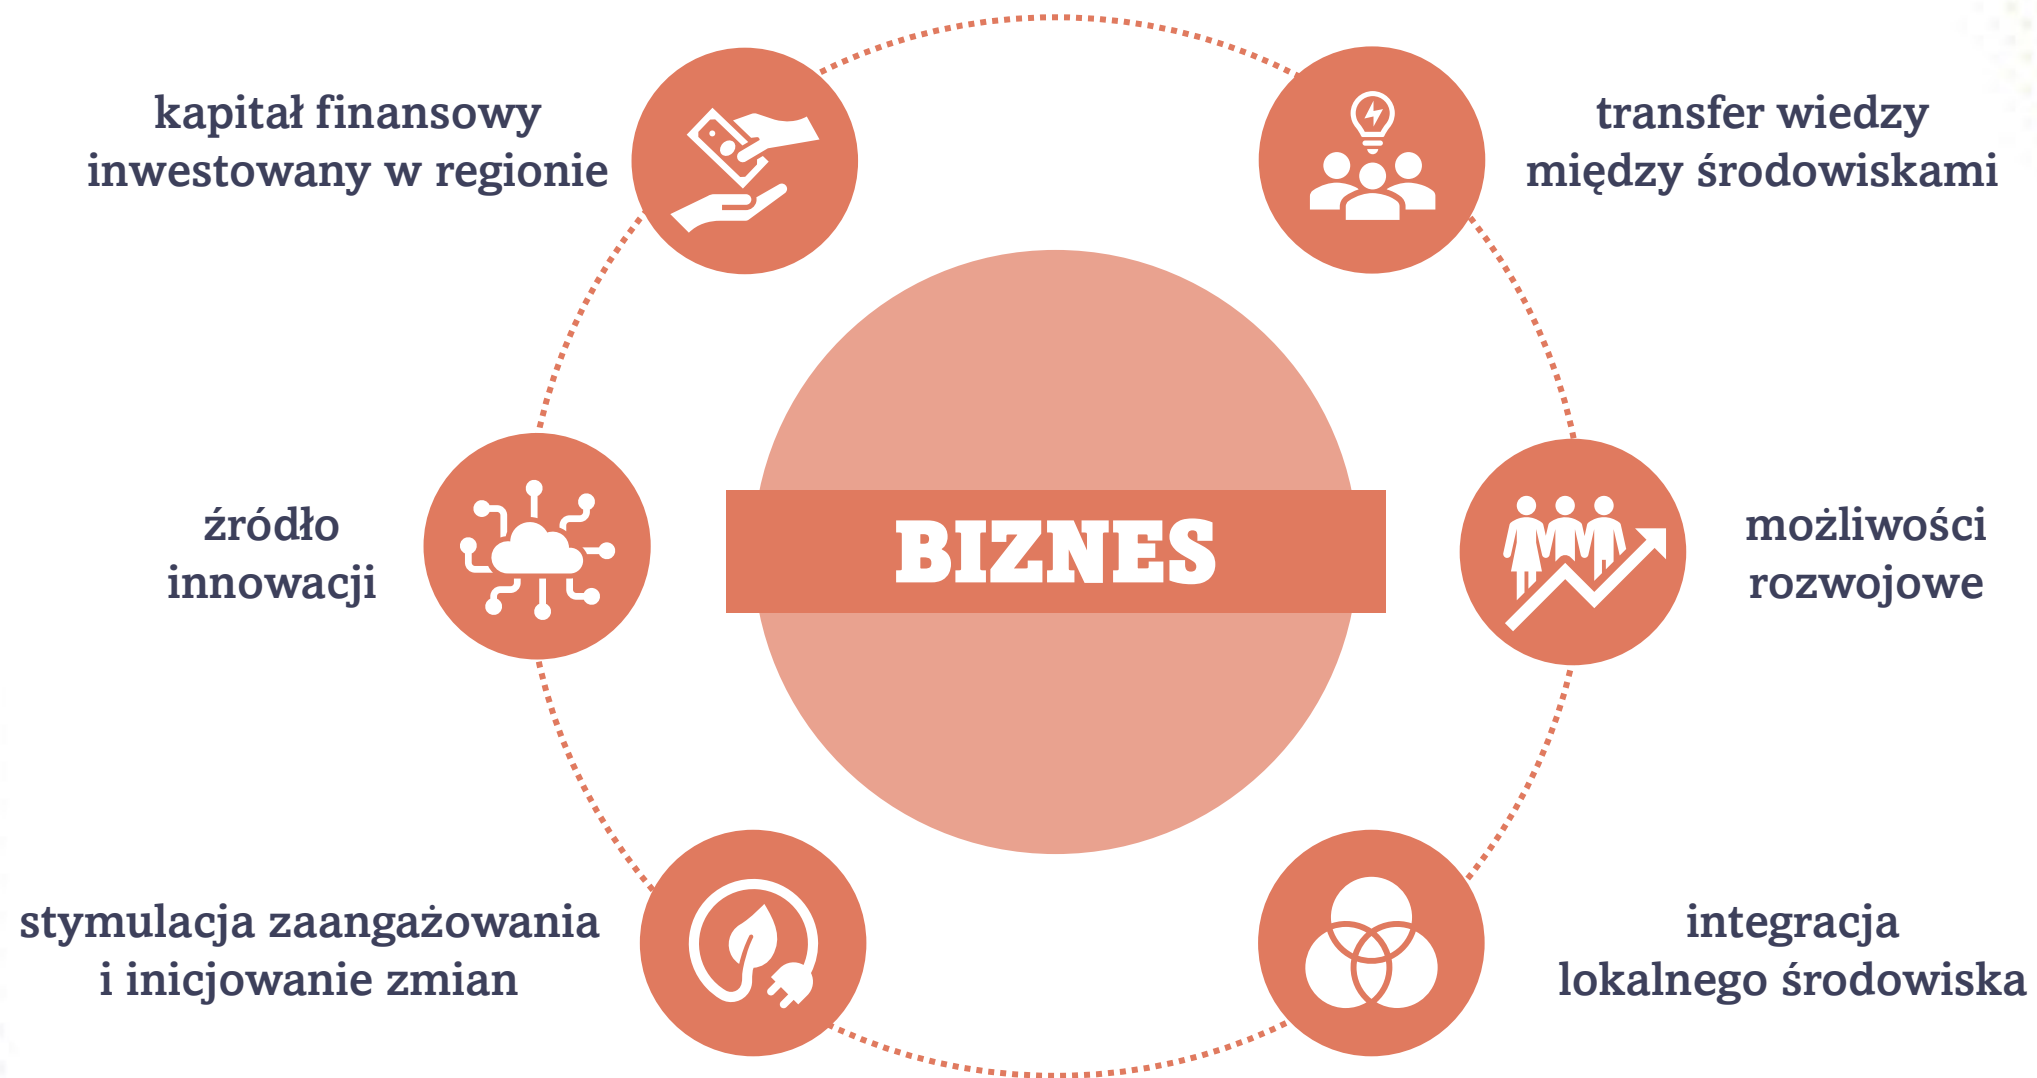 kapitał finansowy
inwestowany w regionie
transfer wiedzy
między środowiskami
źródło
innowacji
BIZNES
możliwości
rozwojowe
stymulacja zaangażowania
i inicjowanie zmian
integracja
lokalnego środowiska